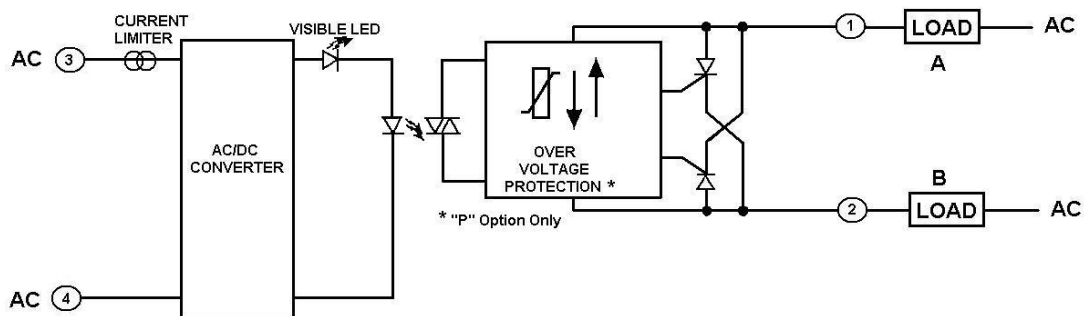 CURRENT
LIMITER
VISIBLE LED
AC 3
AC/DC
CONVERTER
AC 4
OVER
VOLTAGE
PROTECTION *
* "P" Option Only
1
LOAD
AC
A
B
2
LOAD
AC